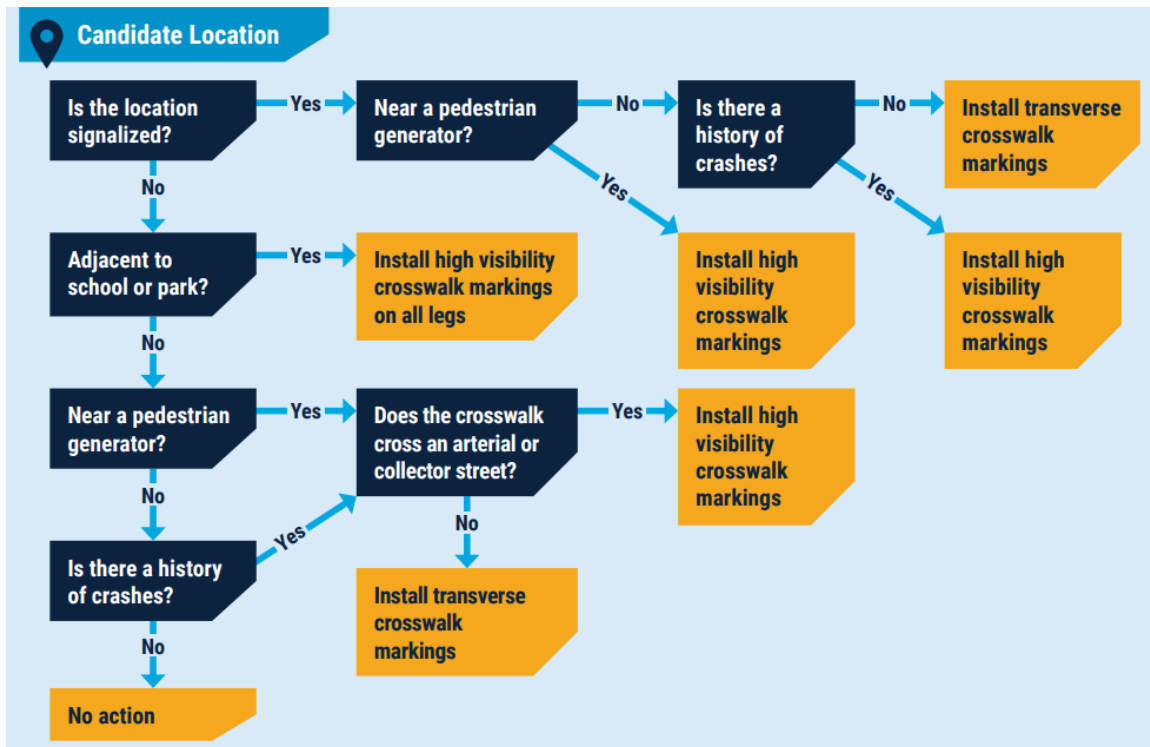 Candidate Location
Is the location
signalized?
Yes
Near a pedestrian
generator?
No
Is there a
history of
crashes?
No
Install transverse
crosswalk
markings
No
Yes
Yes
Adjacent to
school or park?
Yes
Install high visibility
crosswalk markings
on all legs
Install high
visibility
crosswalk
markings
Install high
visibility
crosswalk
markings
No
Near a pedestrian
generator?
Yes
Does the crosswalk
cross an arterial or
collector street?
Yes
Install high
visibility
crosswalk
markings
No
Yes
No
Is there a history
of crashes?
Install transverse
crosswalk
markings
No
No action